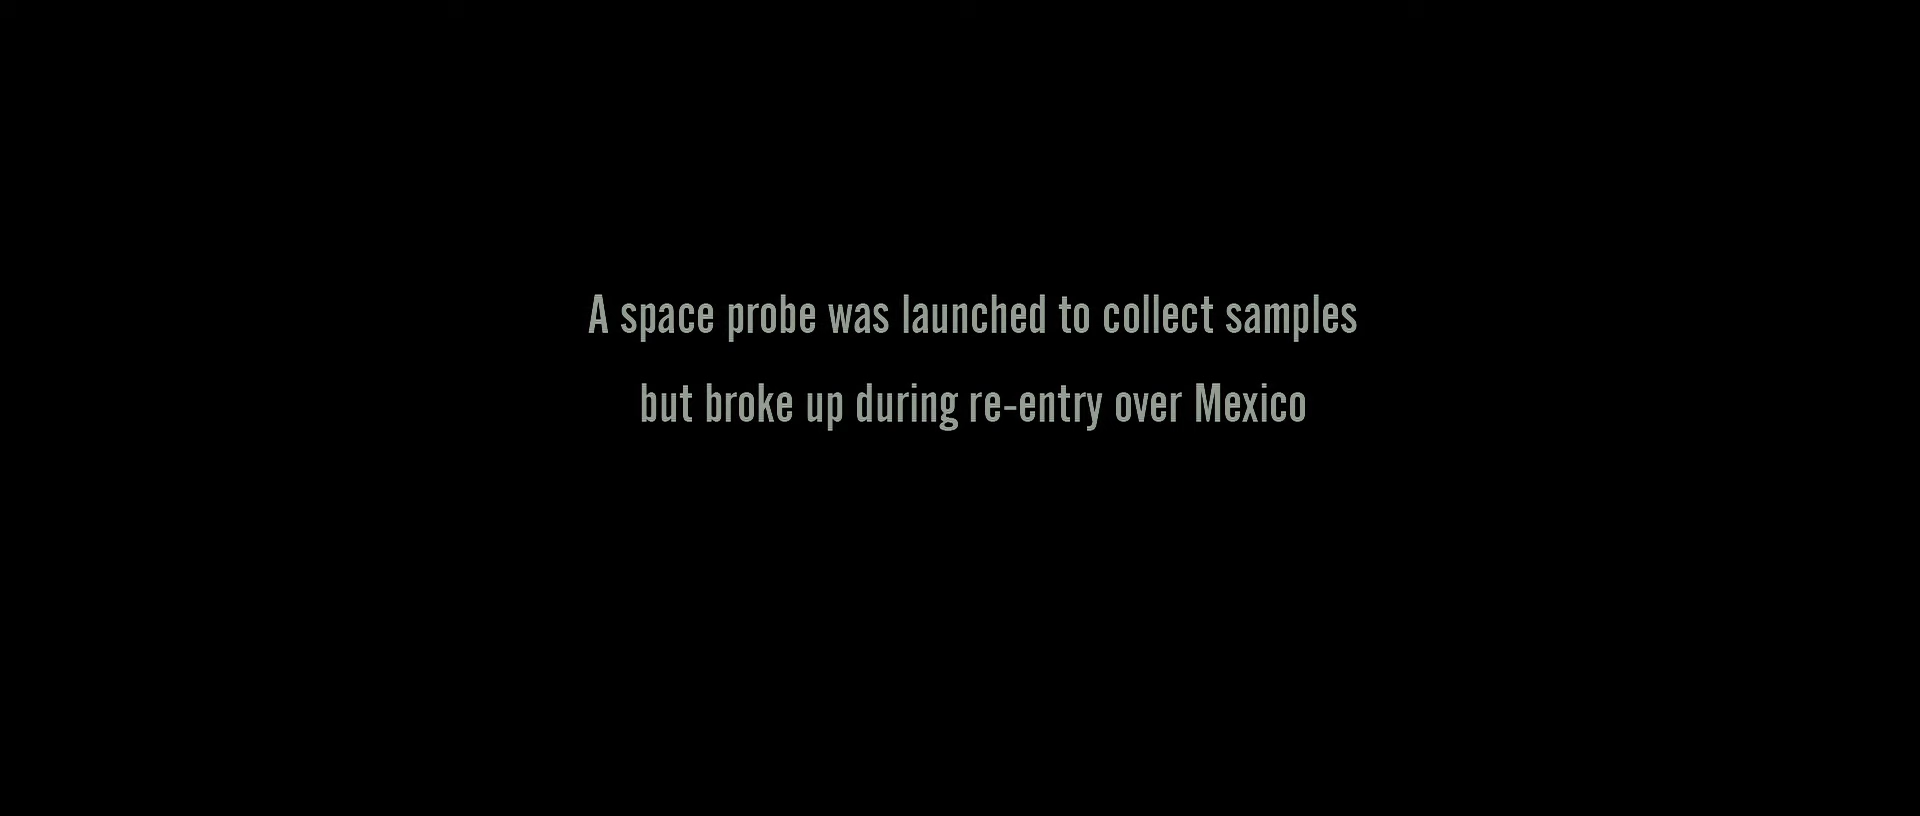 A space probe was launched to collect samples
but broke up during re-entry over Mexico